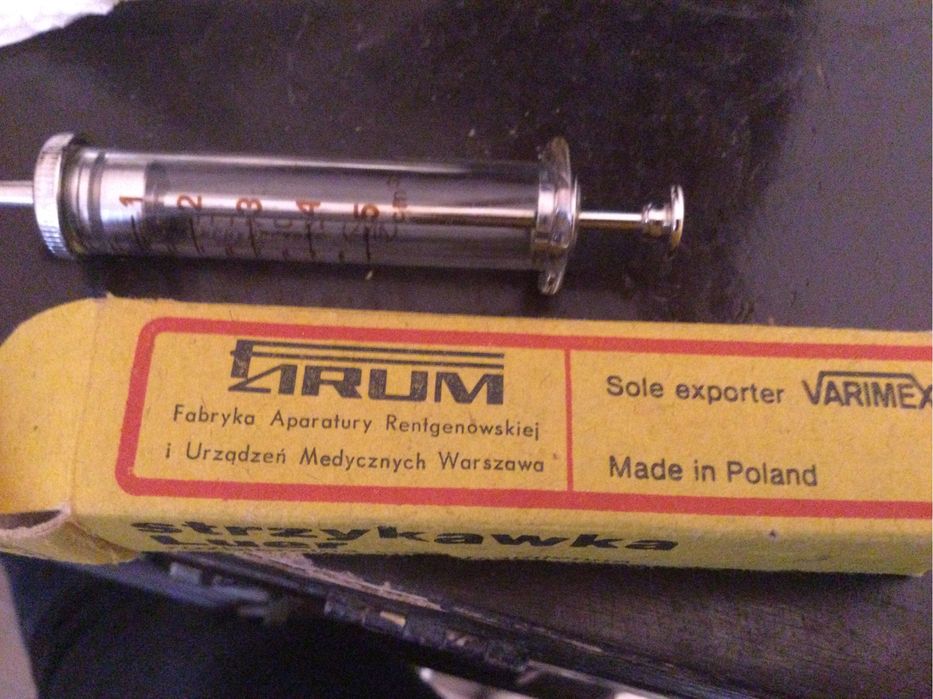 1 2 3 4 5
FARUM
Fabryka Aparatury Rentgenowskiej
i Urządzeń Medycznych Warszawa
Sole exporter VARIMEX
Made in Poland
strzykawka
Luer